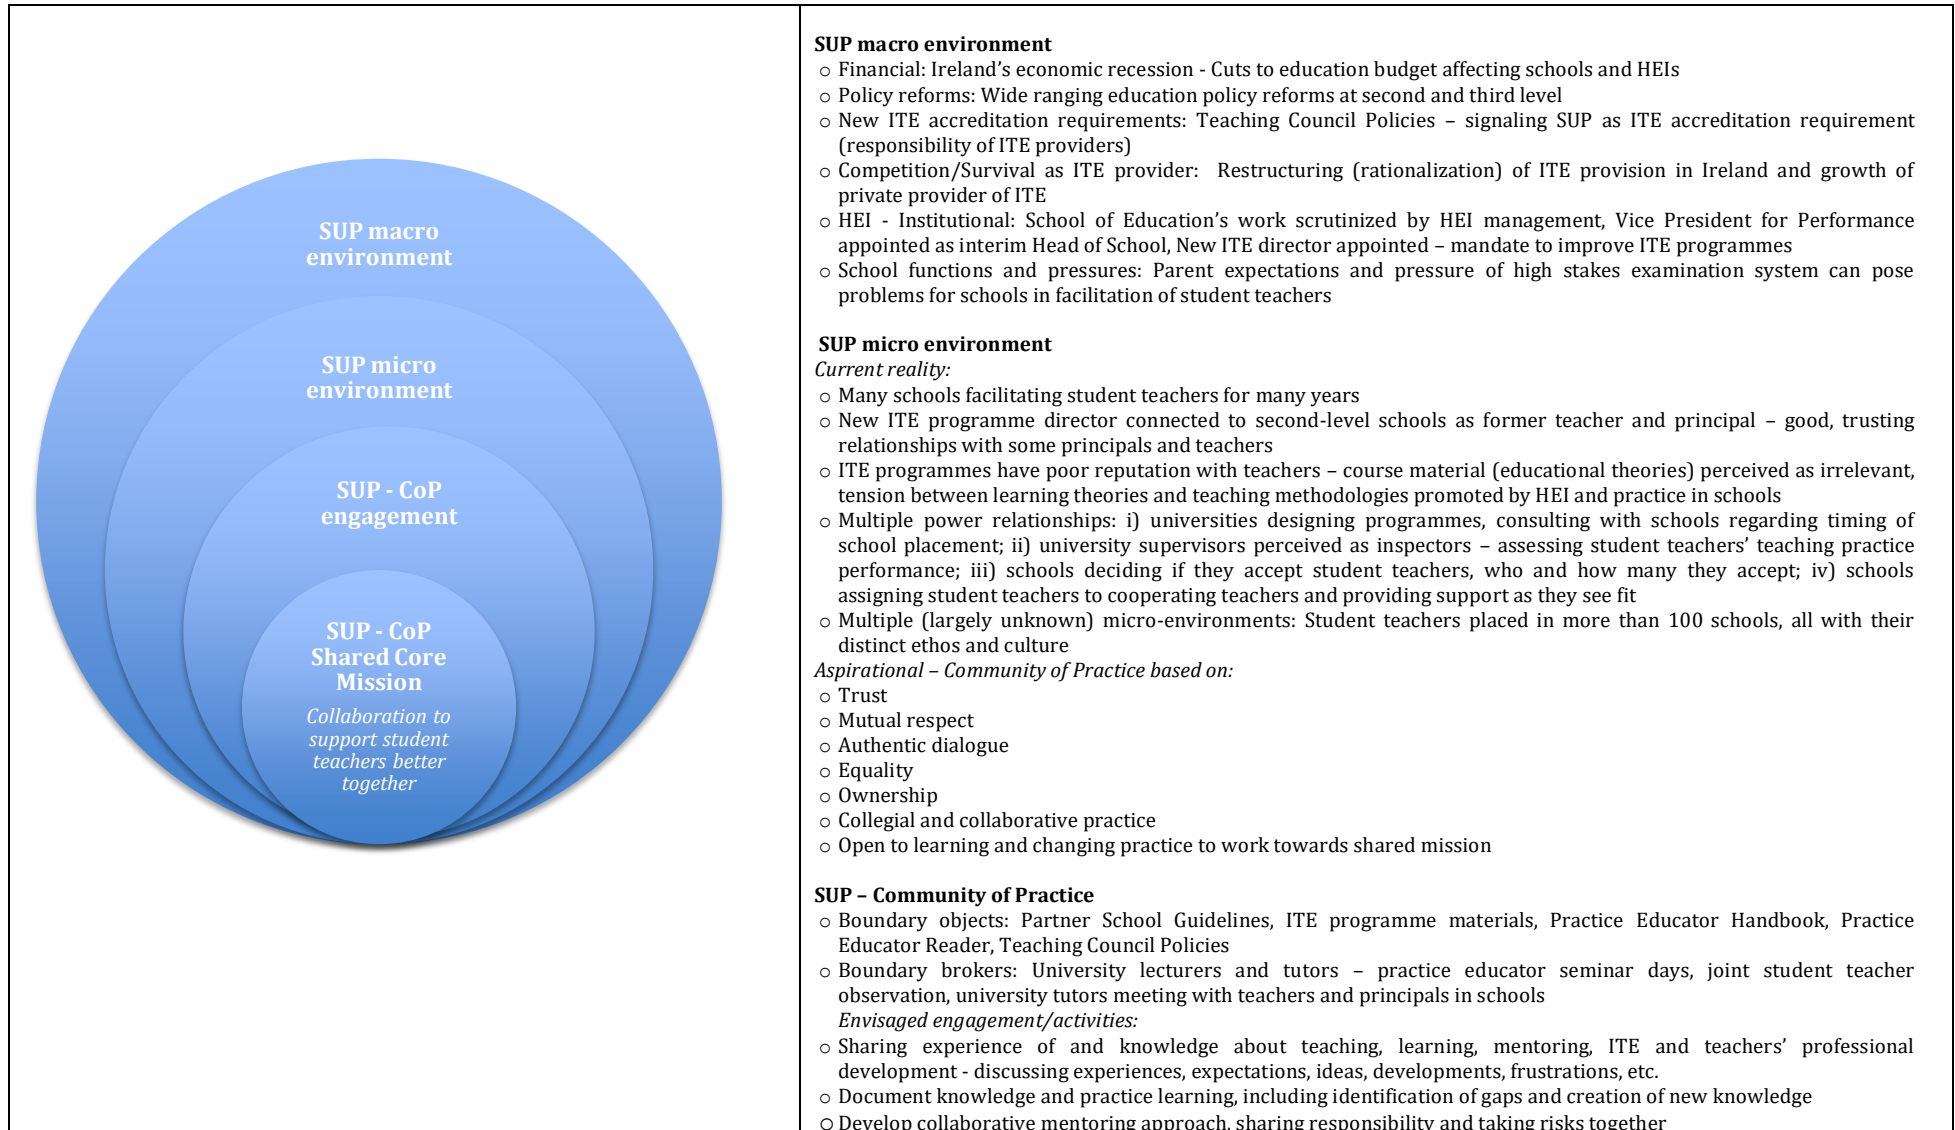 SUP macro
environment
SUP micro
environment
SUP - CoP
engagement
SUP - CoP
Shared Core
Mission
Collaboration to
support student
teachers better
together
SUP macro environment
o Financial: Ireland’s economic recession - Cuts to education budget affecting schools and HEIs
o Policy reforms: Wide ranging education policy reforms at second and third level
o New ITE accreditation requirements: Teaching Council Policies – signaling SUP as ITE accreditation requirement
(responsibility of ITE providers)
o Competition/Survival as ITE provider: Restructuring (rationalization) of ITE provision in Ireland and growth of
private provider of ITE
o HEI - Institutional: School of Education’s work scrutinized by HEI management, Vice President for Performance
appointed as interim Head of School, New ITE director appointed – mandate to improve ITE programmes
o School functions and pressures: Parent expectations and pressure of high stakes examination system can pose
problems for schools in facilitation of student teachers
SUP micro environment
Current reality:
o Many schools facilitating student teachers for many years
o New ITE programme director connected to second-level schools as former teacher and principal – good, trusting
relationships with some principals and teachers
o ITE programmes have poor reputation with teachers – course material (educational theories) perceived as irrelevant,
tension between learning theories and teaching methodologies promoted by HEI and practice in schools
o Multiple power relationships: i) universities designing programmes, consulting with schools regarding timing of
school placement; ii) university supervisors perceived as inspectors – assessing student teachers’ teaching practice
performance; iii) schools deciding if they accept student teachers, who and how many they accept; iv) schools
assigning student teachers to cooperating teachers and providing support as they see fit
o Multiple (largely unknown) micro-environments: Student teachers placed in more than 100 schools, all with their
distinct ethos and culture
Aspirational – Community of Practice based on:
o Trust
o Mutual respect
o Authentic dialogue
o Equality
o Ownership
o Collegial and collaborative practice
o Open to learning and changing practice to work towards shared mission
SUP – Community of Practice
o Boundary objects: Partner School Guidelines, ITE programme materials, Practice Educator Handbook, Practice
Educator Reader, Teaching Council Policies
o Boundary brokers: University lecturers and tutors – practice educator seminar days, joint student teacher
observation, university tutors meeting with teachers and principals in schools
Envisaged engagement/activities:
o Sharing experience of and knowledge about teaching, learning, mentoring, ITE and teachers’ professional
development - discussing experiences, expectations, ideas, developments, frustrations, etc.
o Document knowledge and practice learning, including identification of gaps and creation of new knowledge
o Develop collaborative mentoring approach, sharing responsibility and taking risks together